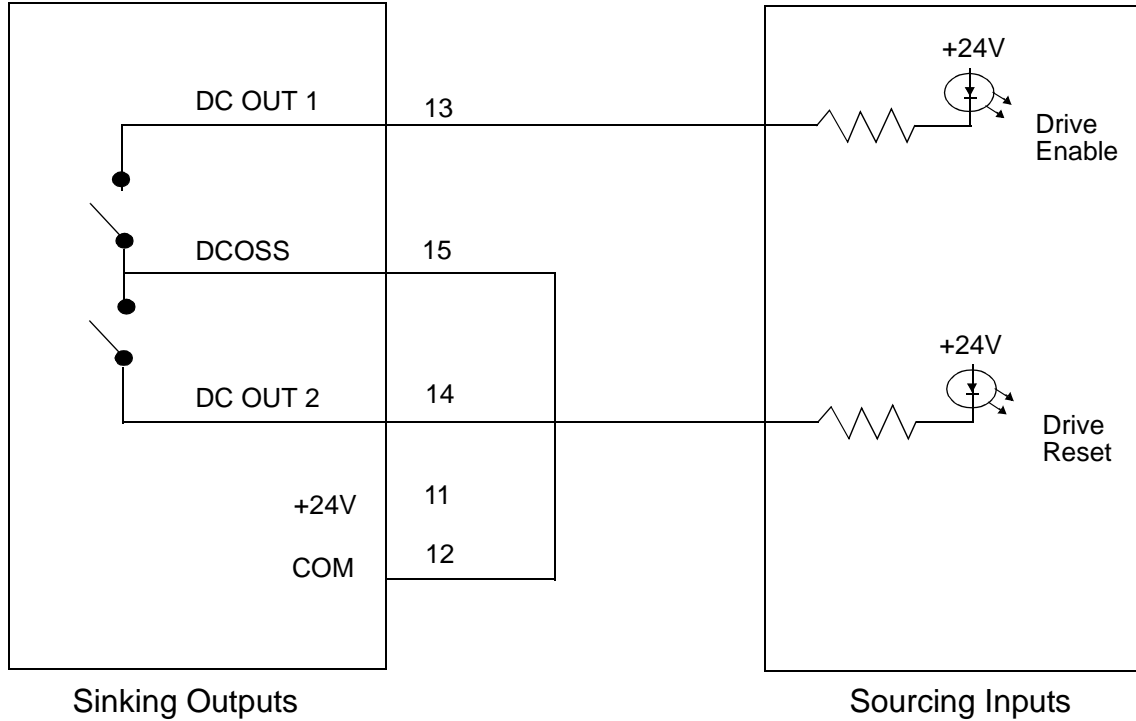 +24V
DC OUT 1
13
Drive
Enable
DCOSS
15
+24V
DC OUT 2
14
Drive
Reset
+24V
11
COM
12
Sinking Outputs
Sourcing Inputs